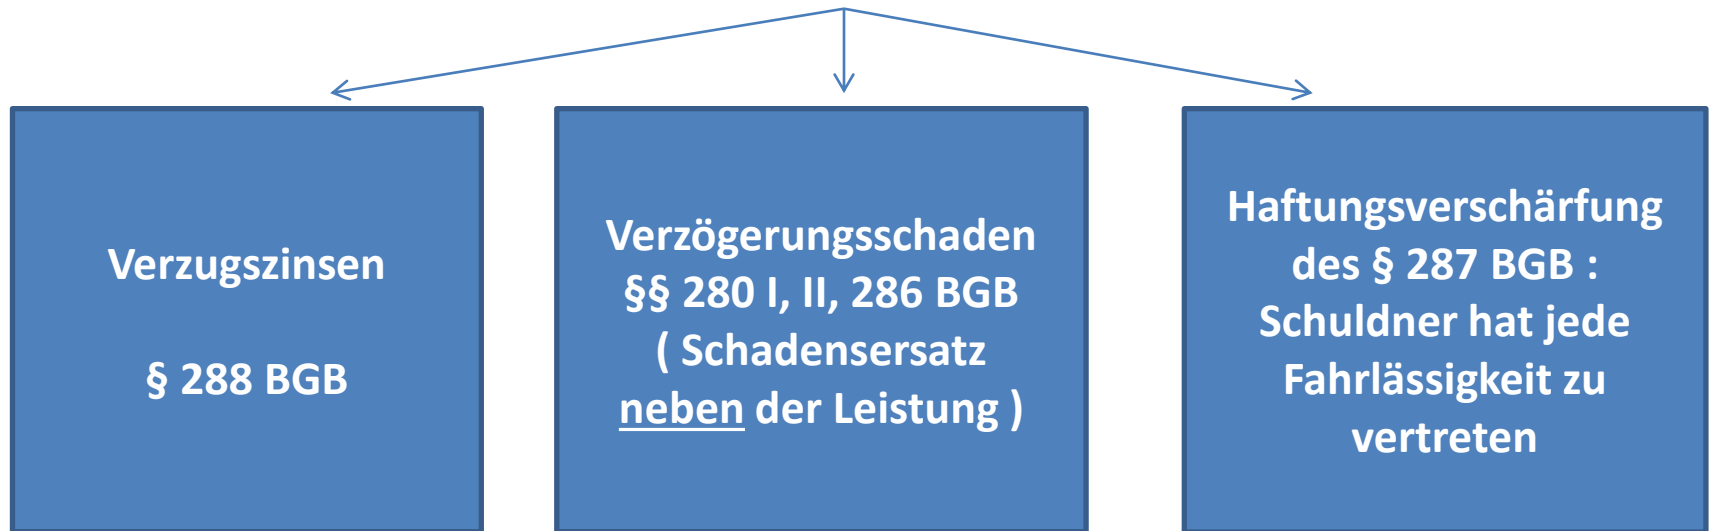 Verzugszinsen
§ 288 BGB
Verzögerungsschaden
§§ 280 I, II, 286 BGB
( Schadensersatz
neben der Leistung )
Haftungsverschärfung
des § 287 BGB :
Schuldner hat jede
Fahrlässigkeit zu
vertreten